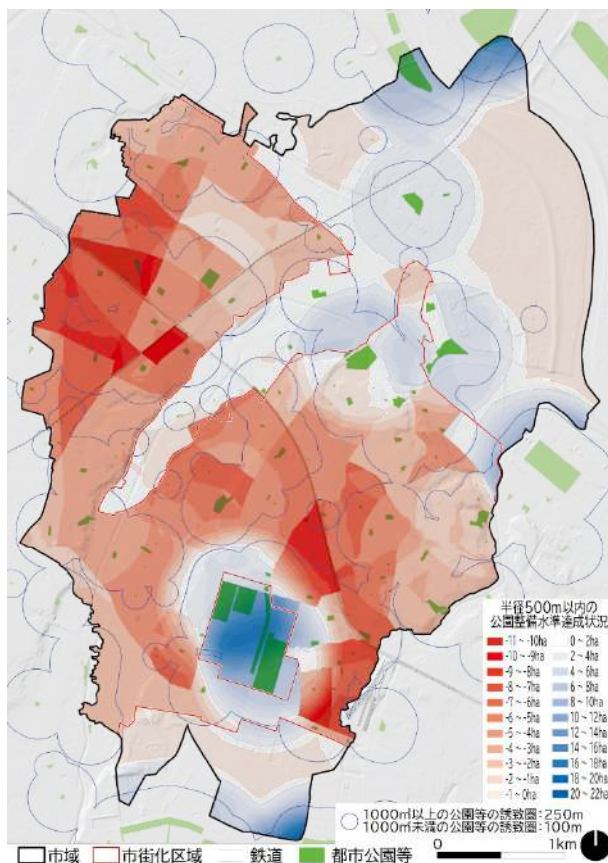 半径500m以内の
公園整備水準達成状況
-11~-10ha 0~2ha
-10~-9ha 2~4ha
-9~-8ha 4~6ha
-8~-7ha 6~8ha
-7~-6ha 8~10ha
-6~-5ha 10~12ha
-5~-4ha 12~14ha
-4~-3ha 14~16ha
-3~-2ha 16~18ha
-2~-1ha 18~20ha
-1~0ha 20~22ha
1000㎡以上の公園等の誘致圏:250m
1000㎡未満の公園等の誘致圏:100m
0 1km
市域 市街化区域 鉄道 都市公園等